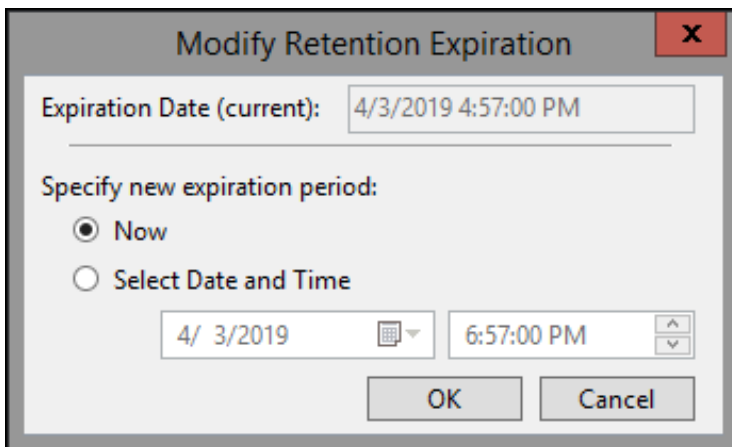 Modify Retention Expiration
x
Expiration Date (current): 4/3/2019 4:57:00 PM
Specify new expiration period:
Now
Select Date and Time
4/ 3/2019 6:57:00 PM
OK Cancel